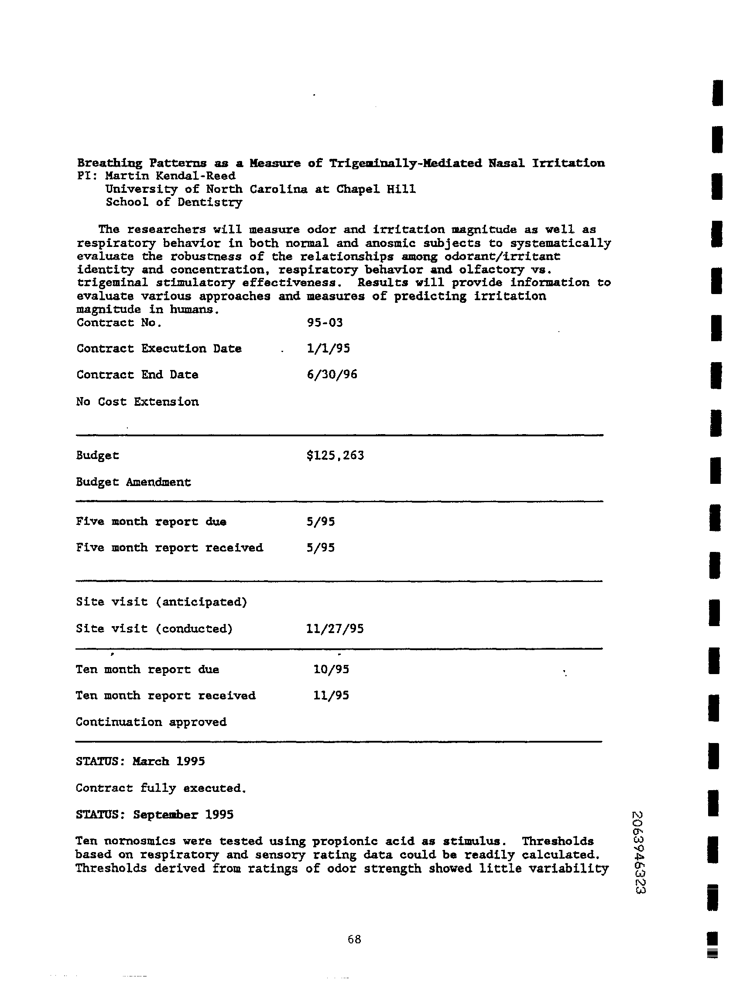 Breathing Patterns as a Measure of Trigeminally-Mediated Nasal Irritation
PI: Martin Kendal-Reed
University of North Carolina at Chapel Hill
School of Dentistry
The researchers will measure odor and irritation magnitude as well as
respiratory behavior in both normal and anosmic subjects to systematically
evaluate the robustness of the relationships among odorant/irritant
identity and concentration, respiratory behavior and olfactory vs.
trigeminal stimulatory effectiveness. Results will provide information to
evaluate various approaches and measures of predicting irritation
magnitude in humans.
Contract No. 95-03
Contract Execution Date 1/1/95
Contract End Date 6/30/96
No Cost Extension
Budget $125,263
Budget Amendment
Five month report due 5/95
Five month report received 5/95
Site visit (anticipated)
Site visit (conducted) 11/27/95
Ten month report due 10/95
Ten month report received 11/95
Continuation approved
STATUS: March 1995
Contract fully executed.
STATUS: September 1995
Ten nornosmics were tested using propionic acid as stimulus. Thresholds
based on respiratory and sensory rating data could be readily calculated.
Thresholds derived from ratings of odor strength showed little variability
2063946323
68